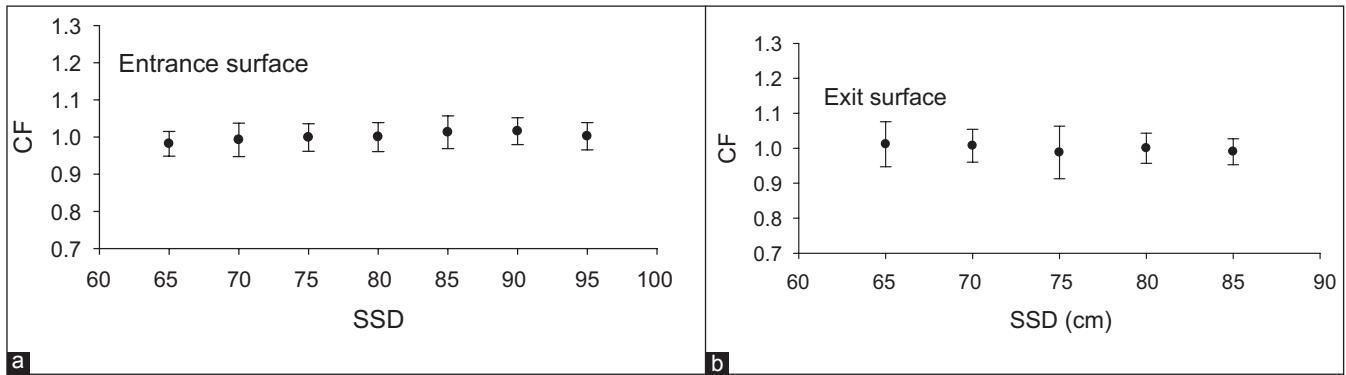 1.3
1.2
Entrance surface
1.1
1.0
0.9
0.8
0.7
CF
60 65 70 75 80 85 90 95 100
SSD
a
1.3
1.2
Exit surface
1.1
1.0
0.9
0.8
0.7
CF
60 65 70 75 80 85 90
SSD (cm)
b